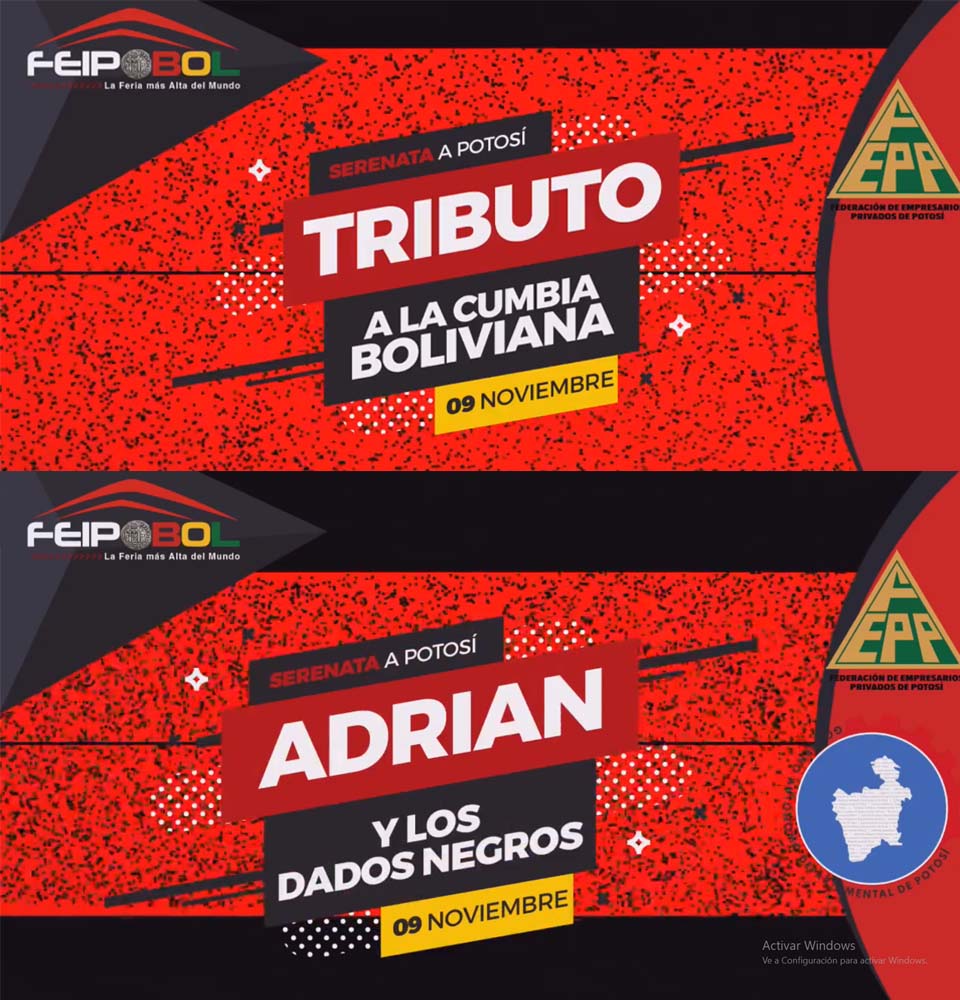 FEIPOBOL
La Feria más Alta del Mundo
SERENATA A POTOSÍ
TRIBUTO
A LA CUMBIA
BOLIVIANA
09 NOVIEMBRE
FEPP
FEDERACIÓN DE EMPRESARIOS
PRIVADOS DE POTOSÍ
FEIPOBOL
La Feria más Alta del Mundo
SERENATA A POTOSÍ
ADRIAN
Y LOS
DADOS NEGROS
09 NOVIEMBRE
FEPP
FEDERACIÓN DE EMPRESARIOS
PRIVADOS DE POTOSÍ
MENTAL DE POTOSÍ
Activar Windows
Ve a Configuración para activar Windows.